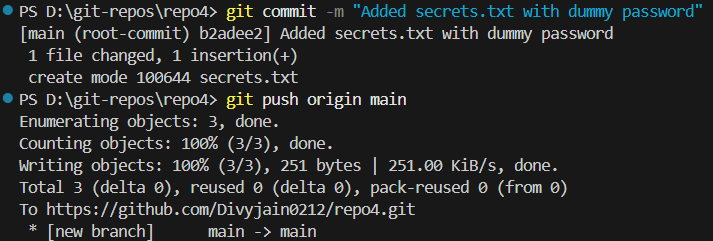 PS D:\git-repos\repo4> git commit -m "Added secrets.txt with dummy password"
[main (root-commit) b2adee2] Added secrets.txt with dummy password
 1 file changed, 1 insertion(+)
 create mode 100644 secrets.txt
PS D:\git-repos\repo4> git push origin main
Enumerating objects: 3, done.
Counting objects: 100% (3/3), done.
Writing objects: 100% (3/3), 251 bytes | 251.00 KiB/s, done.
Total 3 (delta 0), reused 0 (delta 0), pack-reused 0 (from 0)
To https://github.com/Divyjain0212/repo4.git
 * [new branch]      main -> main